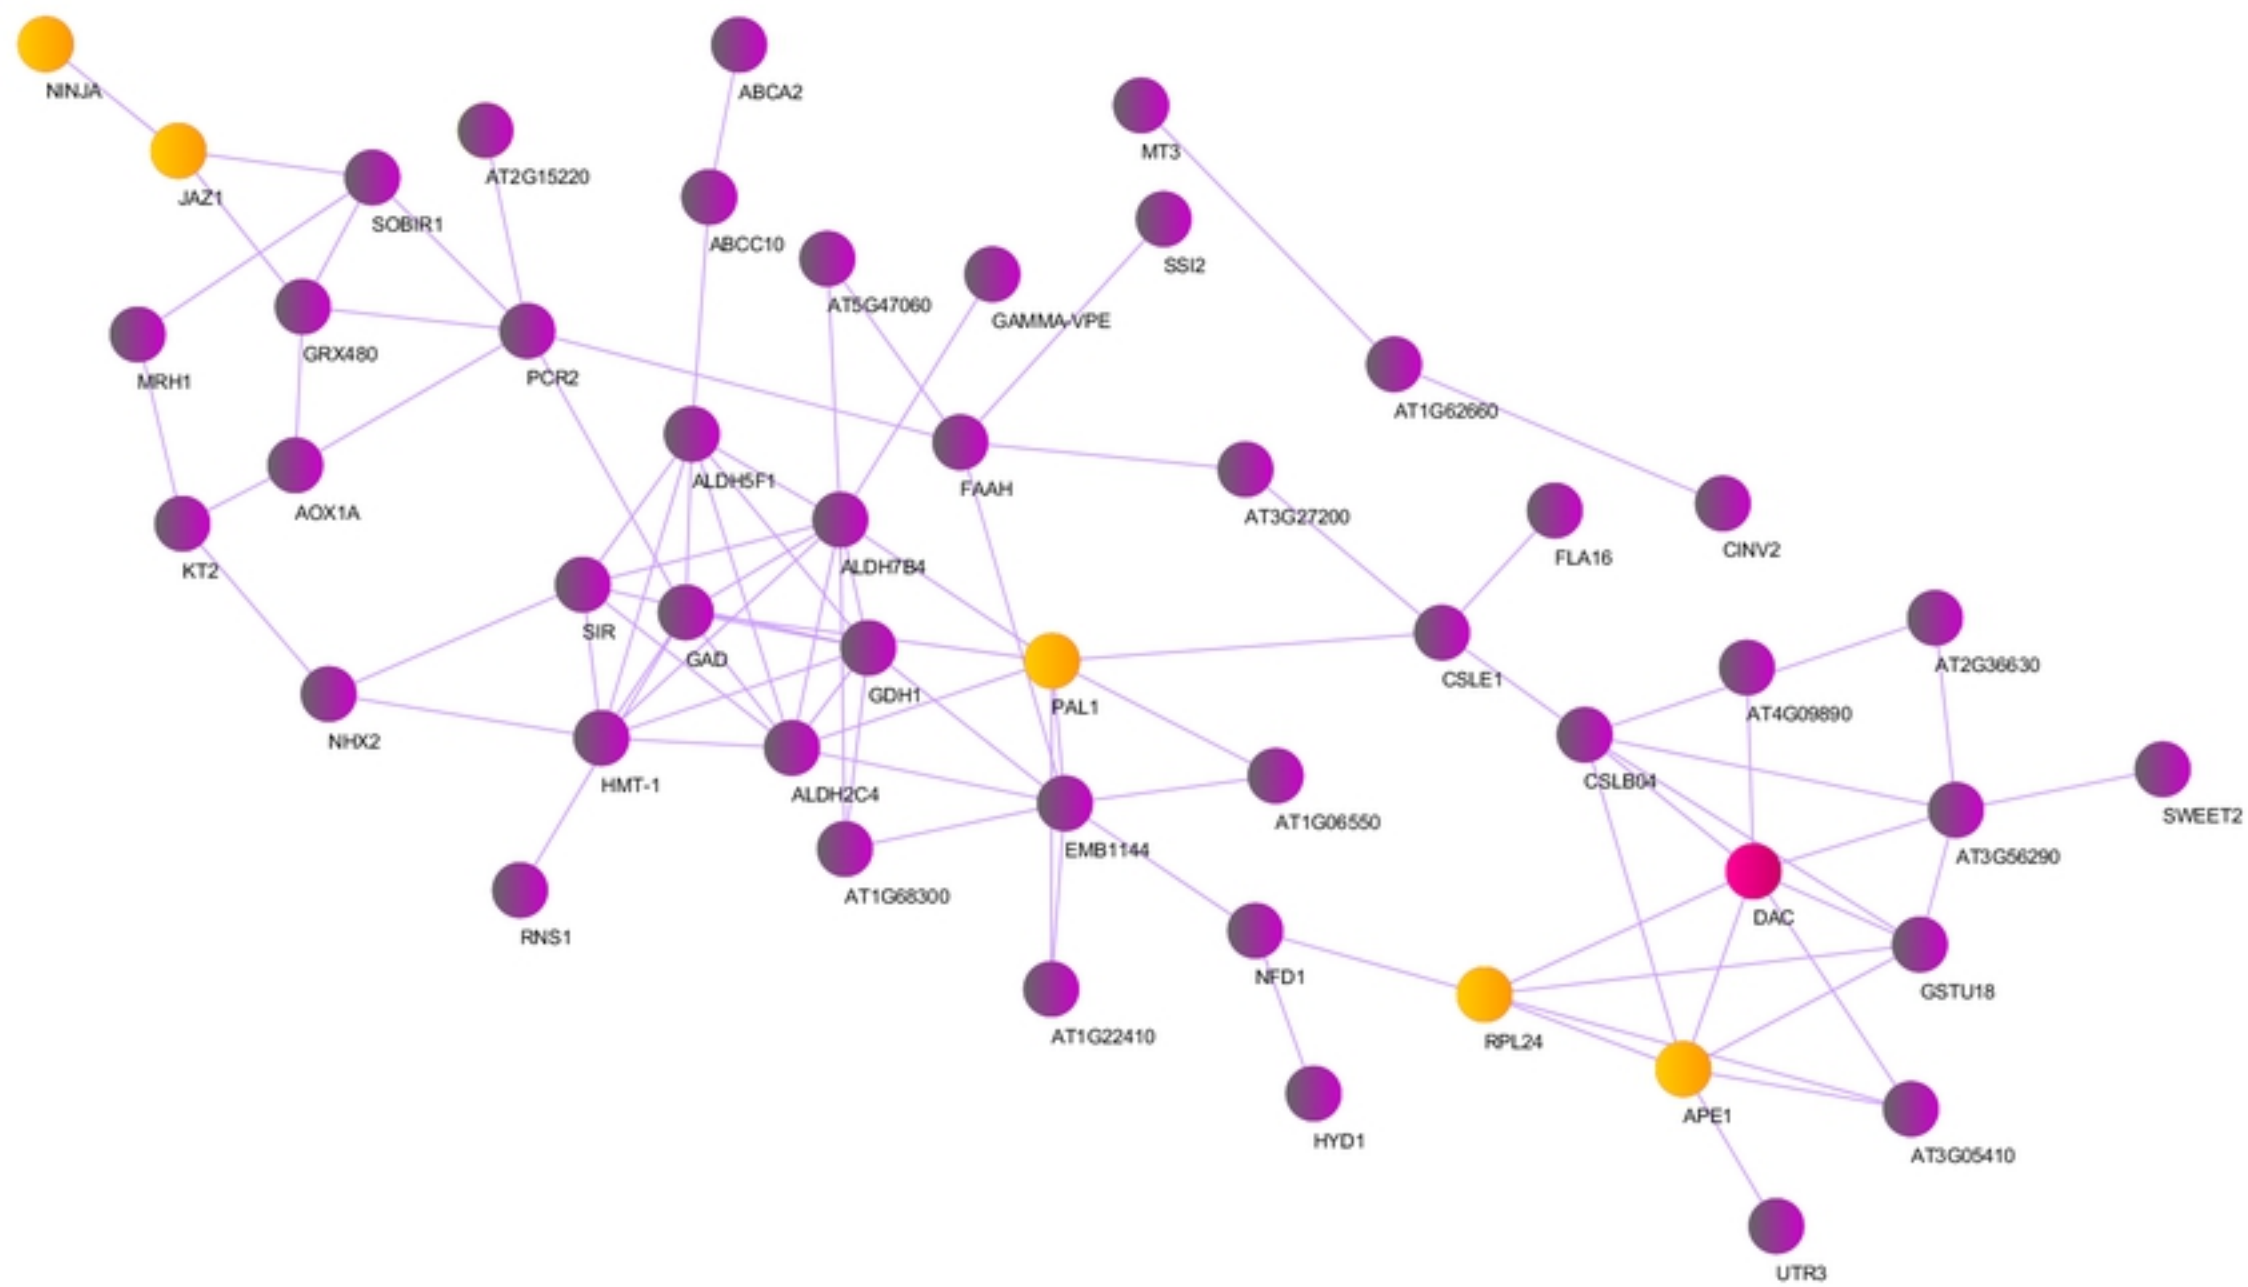 NINJA
ABCA2
MT3
AT2G15220
JAZ1
SOBIR1
ABCC10
SSI2
AT5G47060
GAMMA-VPE
GRX480
MRH1
PCR2
AT1G62660
ALDH5F1
FAAH
AOX1A
AT3G27200
CINV2
FLA16
KT2
ALDH7B4
SIR
GAD
AT2G36630
CSLE1
GDH1
PAL1
AT4G09890
NHX2
CSLB04
HMT-1
ALDH2C4
SWEET2
AT1G06550
EMB1144
AT3G56290
AT1G68300
DAC
RNS1
NFD1
GSTU18
AT1G22410
RPL24
APE1
HYD1
AT3G05410
UTR3